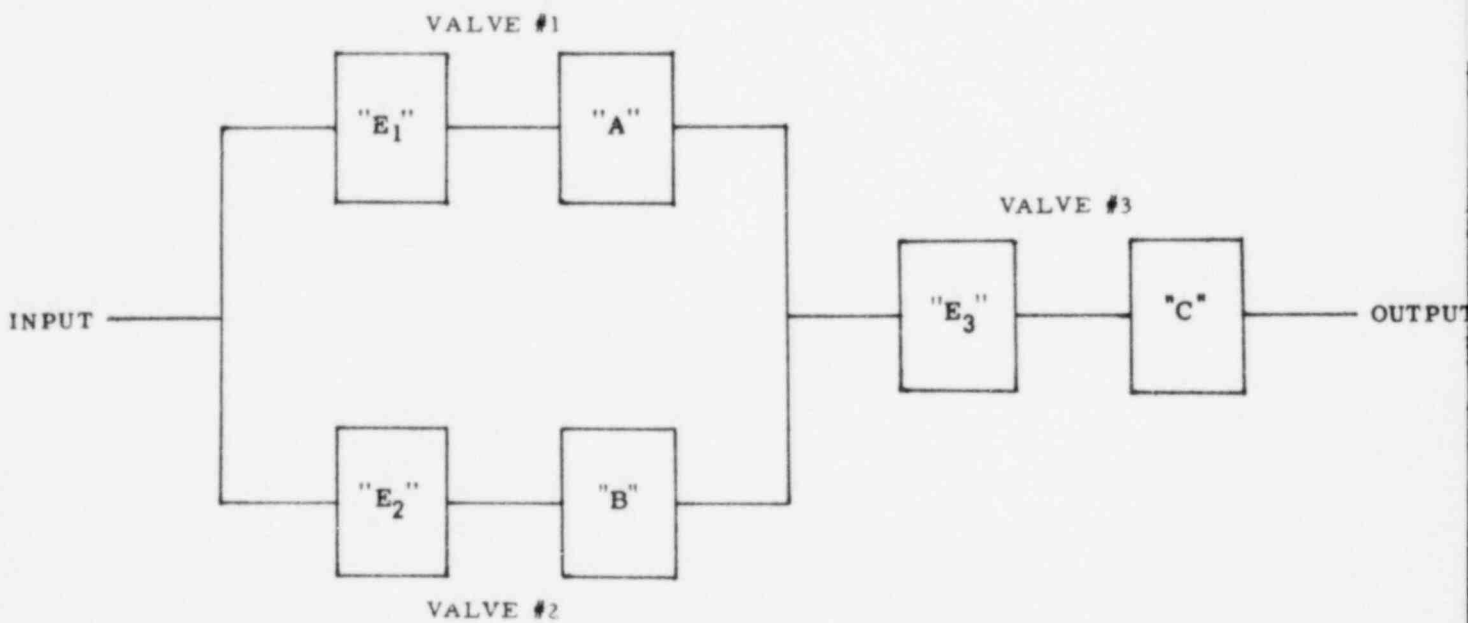 VALVE #1
"E1"
"A"
VALVE #3
INPUT
"E3"
"C"
OUTPUT
"E2"
"B"
VALVE #2